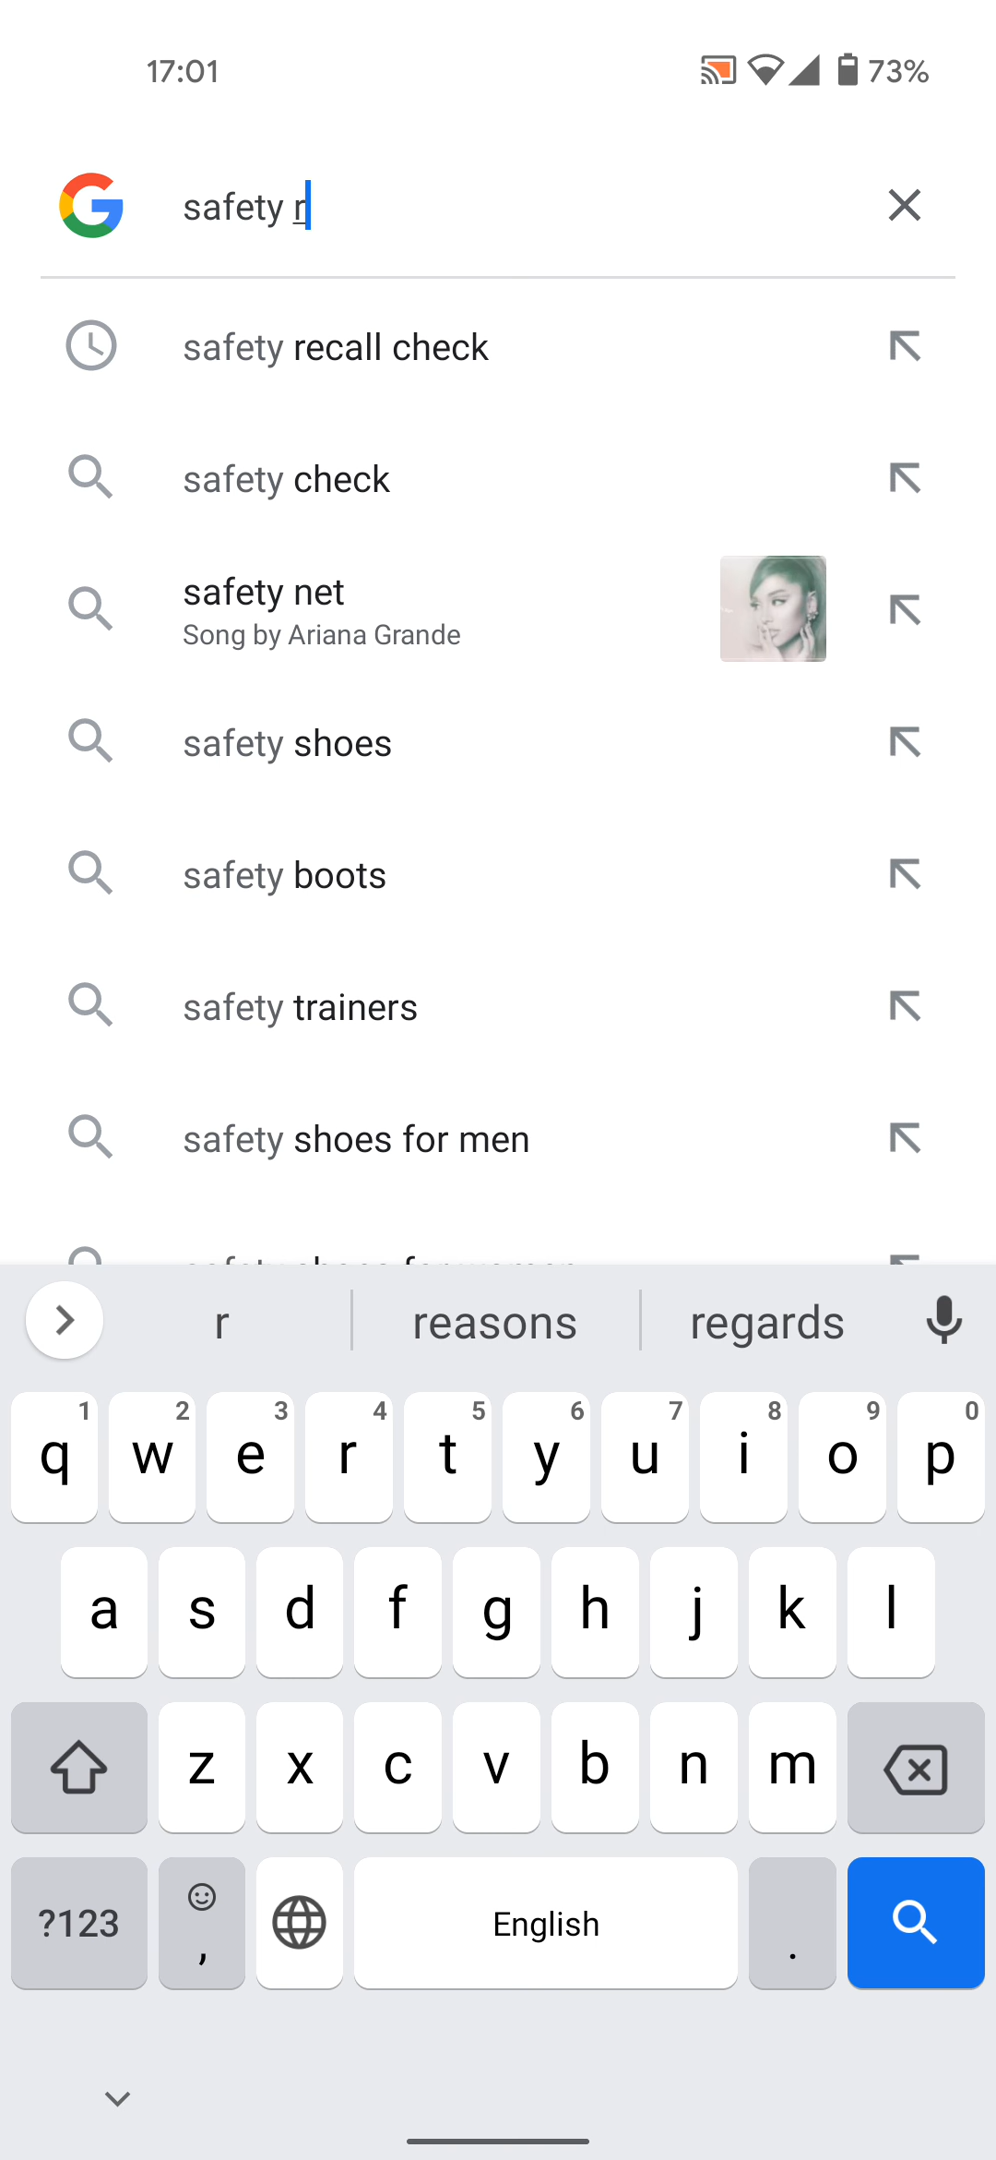 17:01 73%
safety r
safety recall check
safety check
safety net
Song by Ariana Grande
safety shoes
safety boots
safety trainers
safety shoes for men
r reasons regards
1 2 3 4 5 6 7 8 9 0
q w e r t y u i o p
a s d f g h j k l
z x c v b n m
?123 , English .